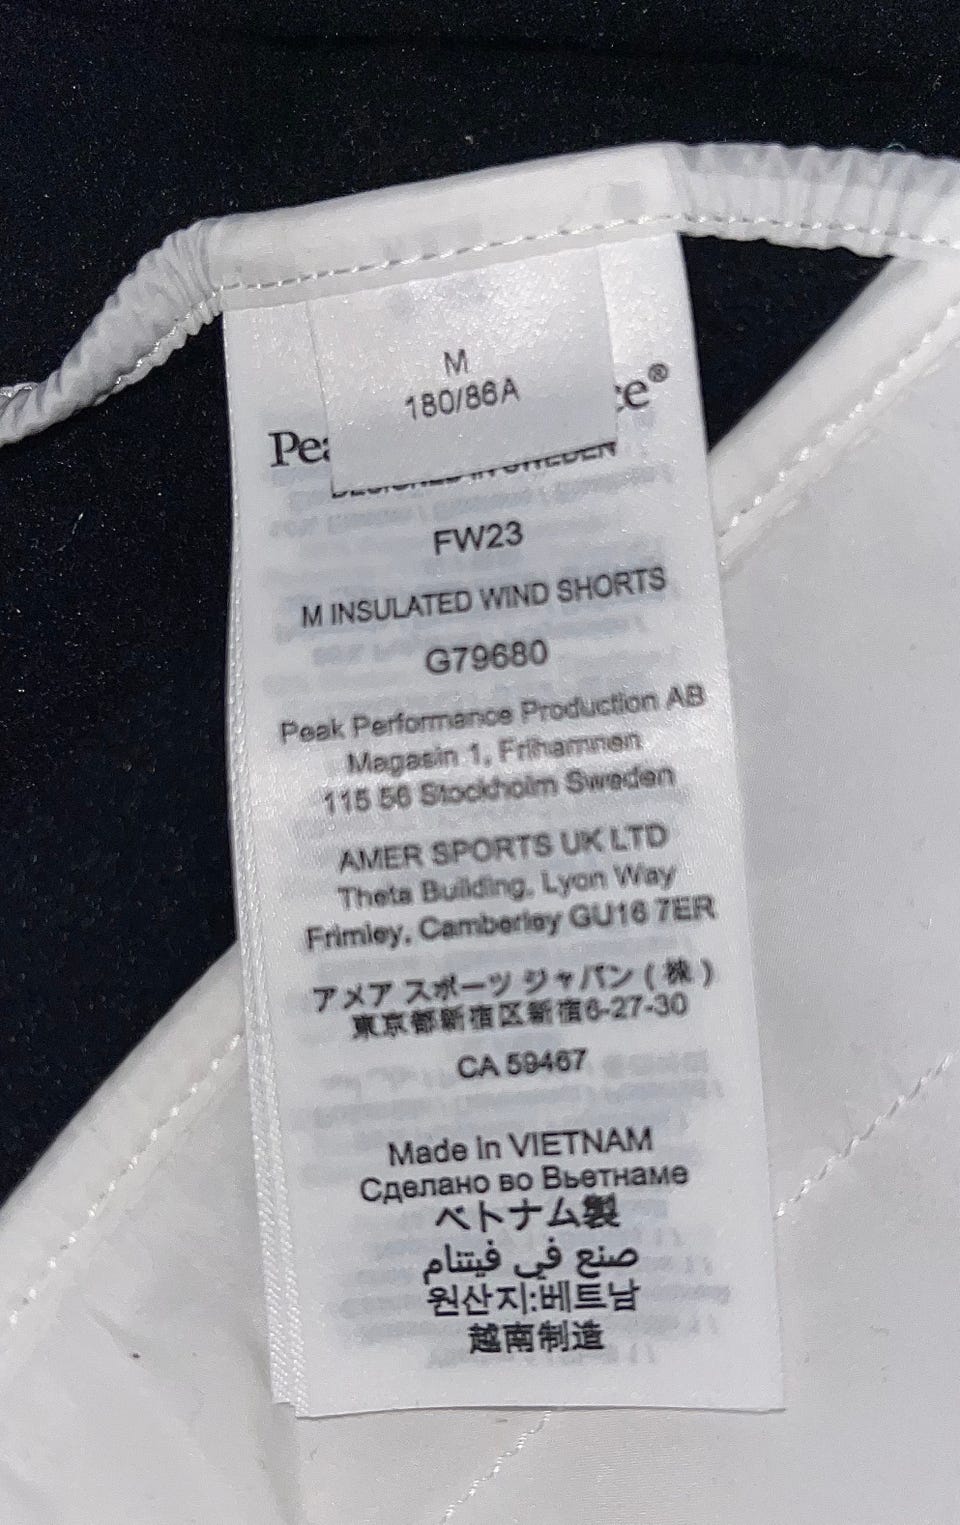 M
180/86A
DESIGNED IN SWEDEN
FW23
M INSULATED WIND SHORTS
G79680
Peak Performance Production AB
Magasin 1, Frihamnen
115 56 Stockholm Sweden
AMER SPORTS UK LTD
Theta Building, Lyon Way
Frimley, Camberley GU16 7ER
アメア スポーツ ジャパン ( 株 )
東京都新宿区新宿6-27-30
CA 59467
Made In VIETNAM
Сделано во Вьетнаме
ベトナム製
صنع في فيتنام
원산지:베트남
越南制造